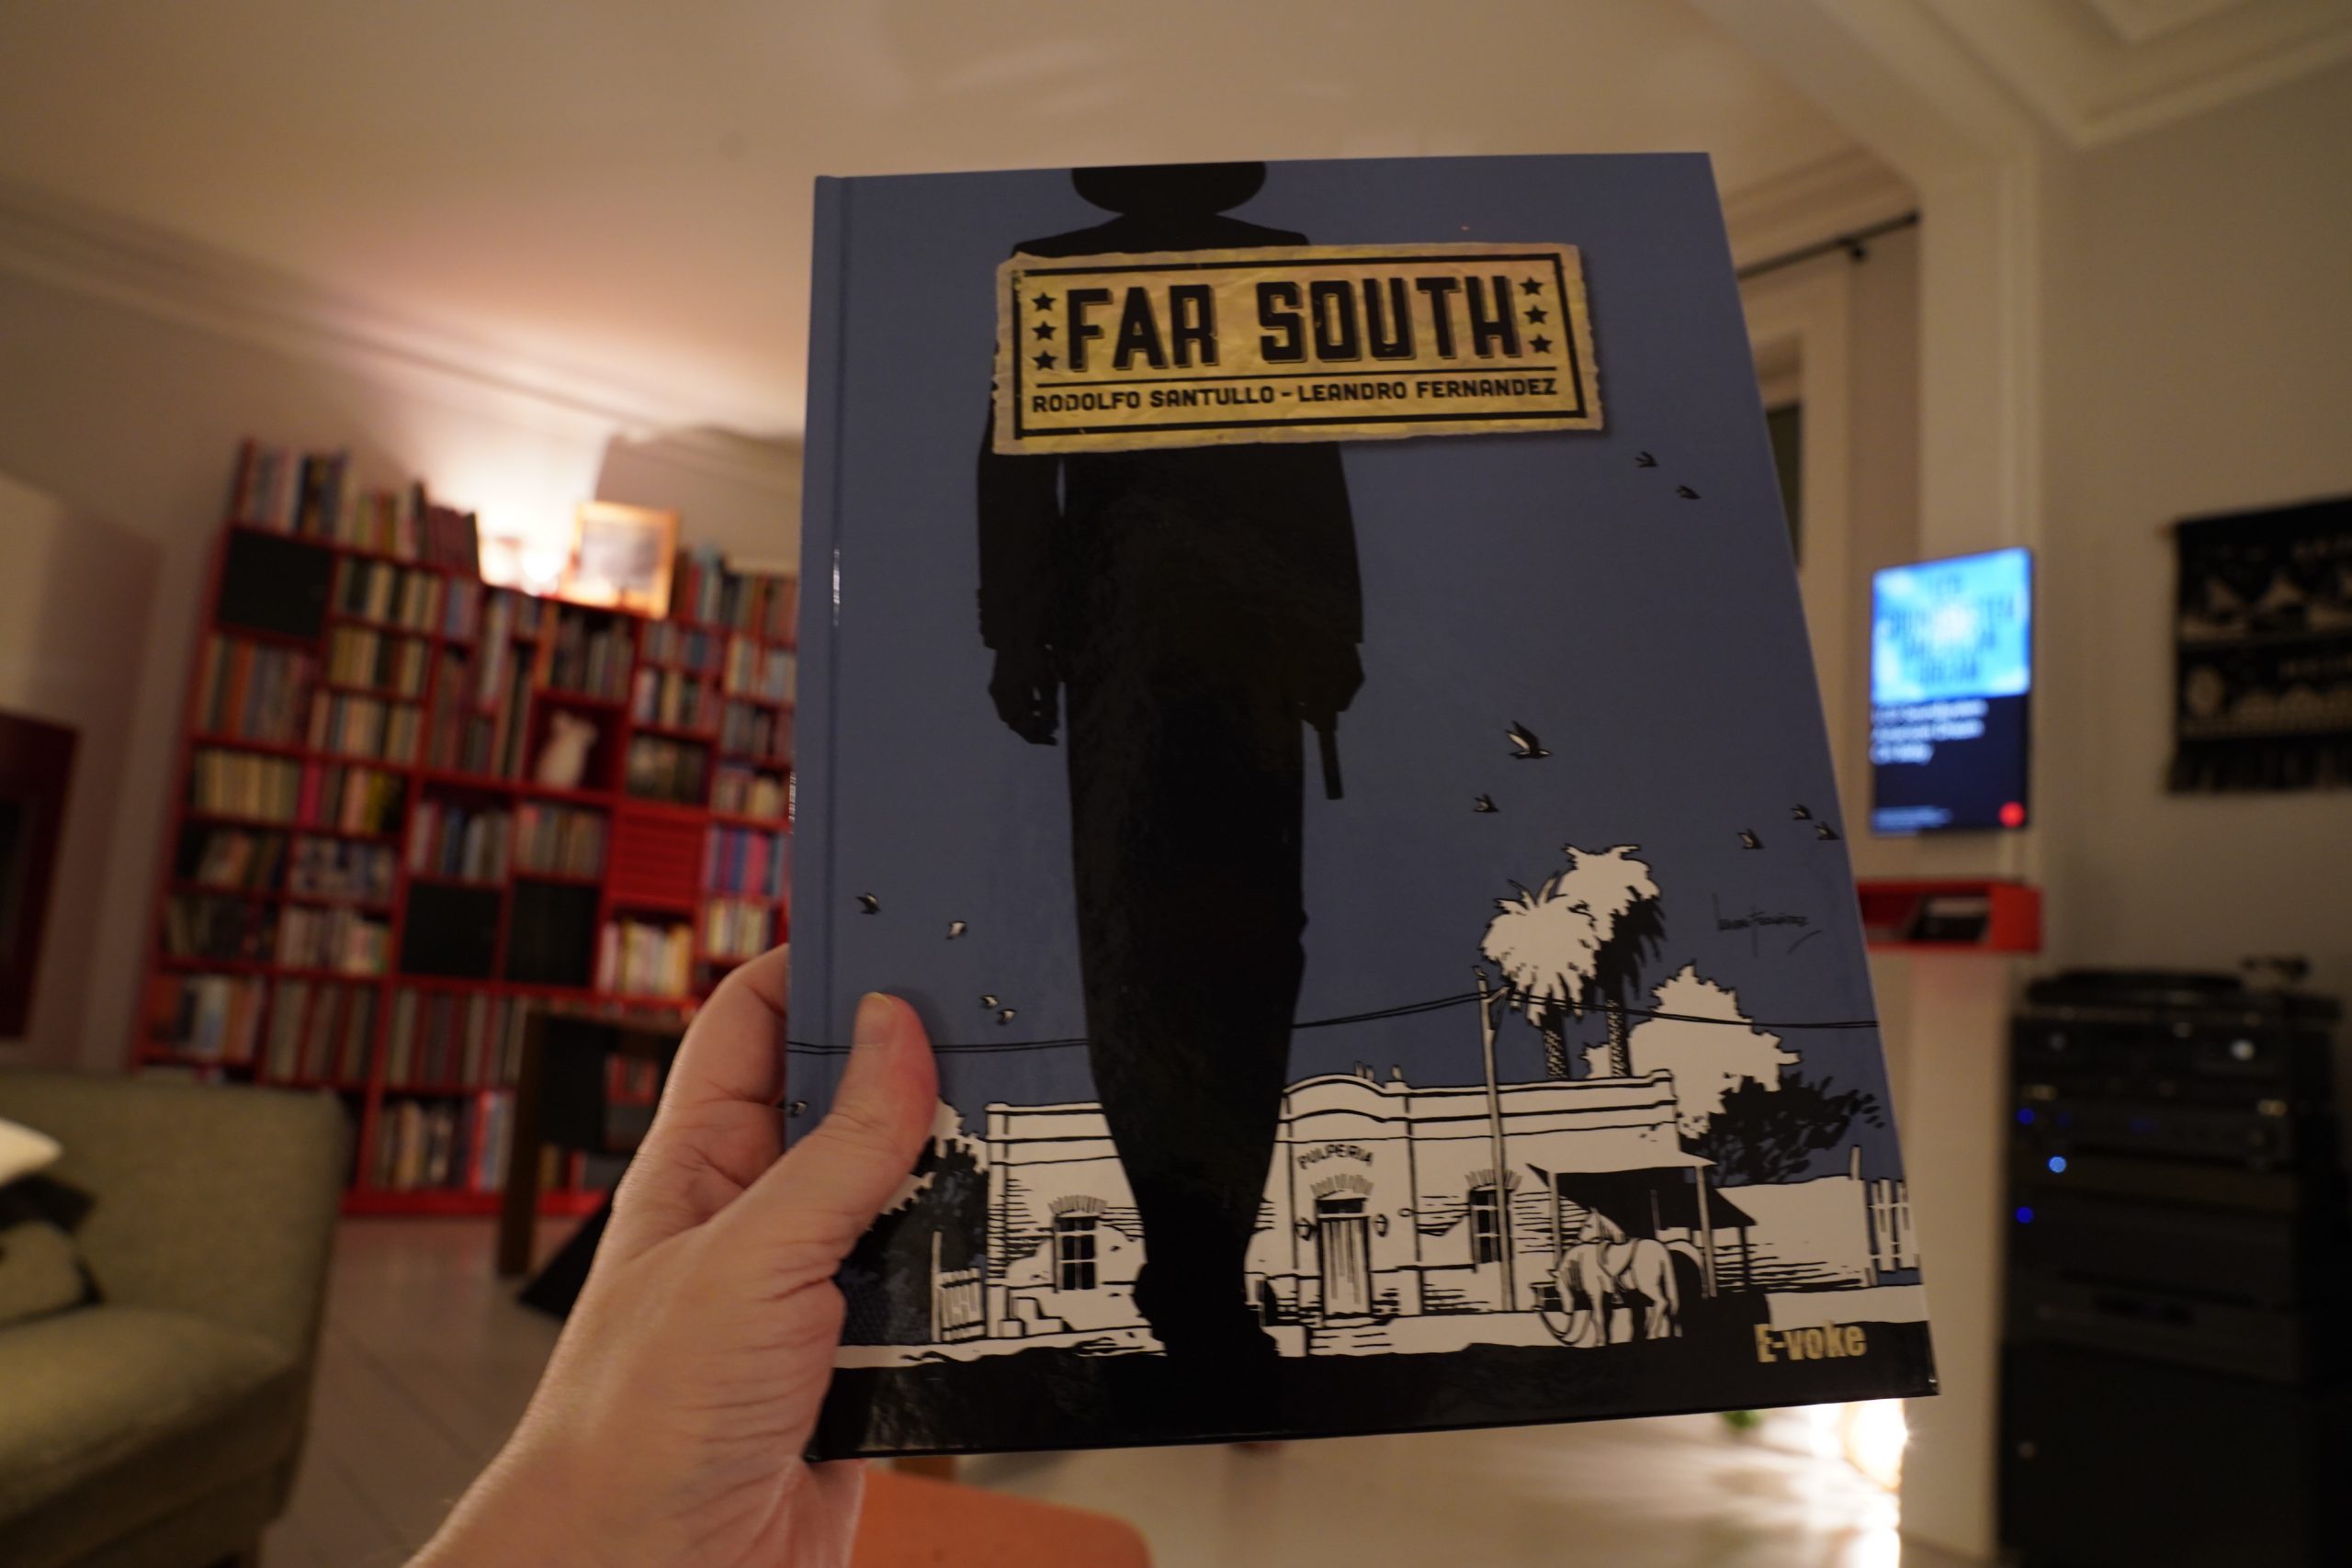 FAR SOUTH
RODOLFO SANTULLO - LEANDRO FERNANDEZ
PULPERIA
E-voke